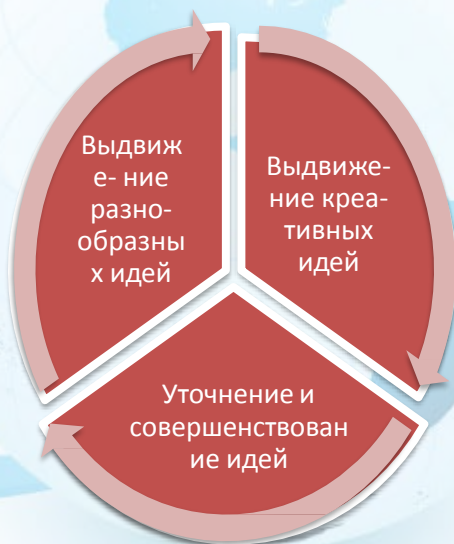 Выдвиж
е- ние
разно-
образны
х идей
Выдвиже-
ние креа-
тивных
идей
Уточнение и
совершенствован
ие идей